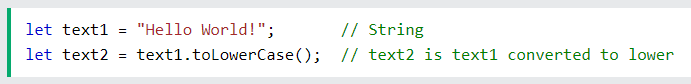 let text1 = "Hello World!";       // String
let text2 = text1.toLowerCase();  // text2 is text1 converted to lower